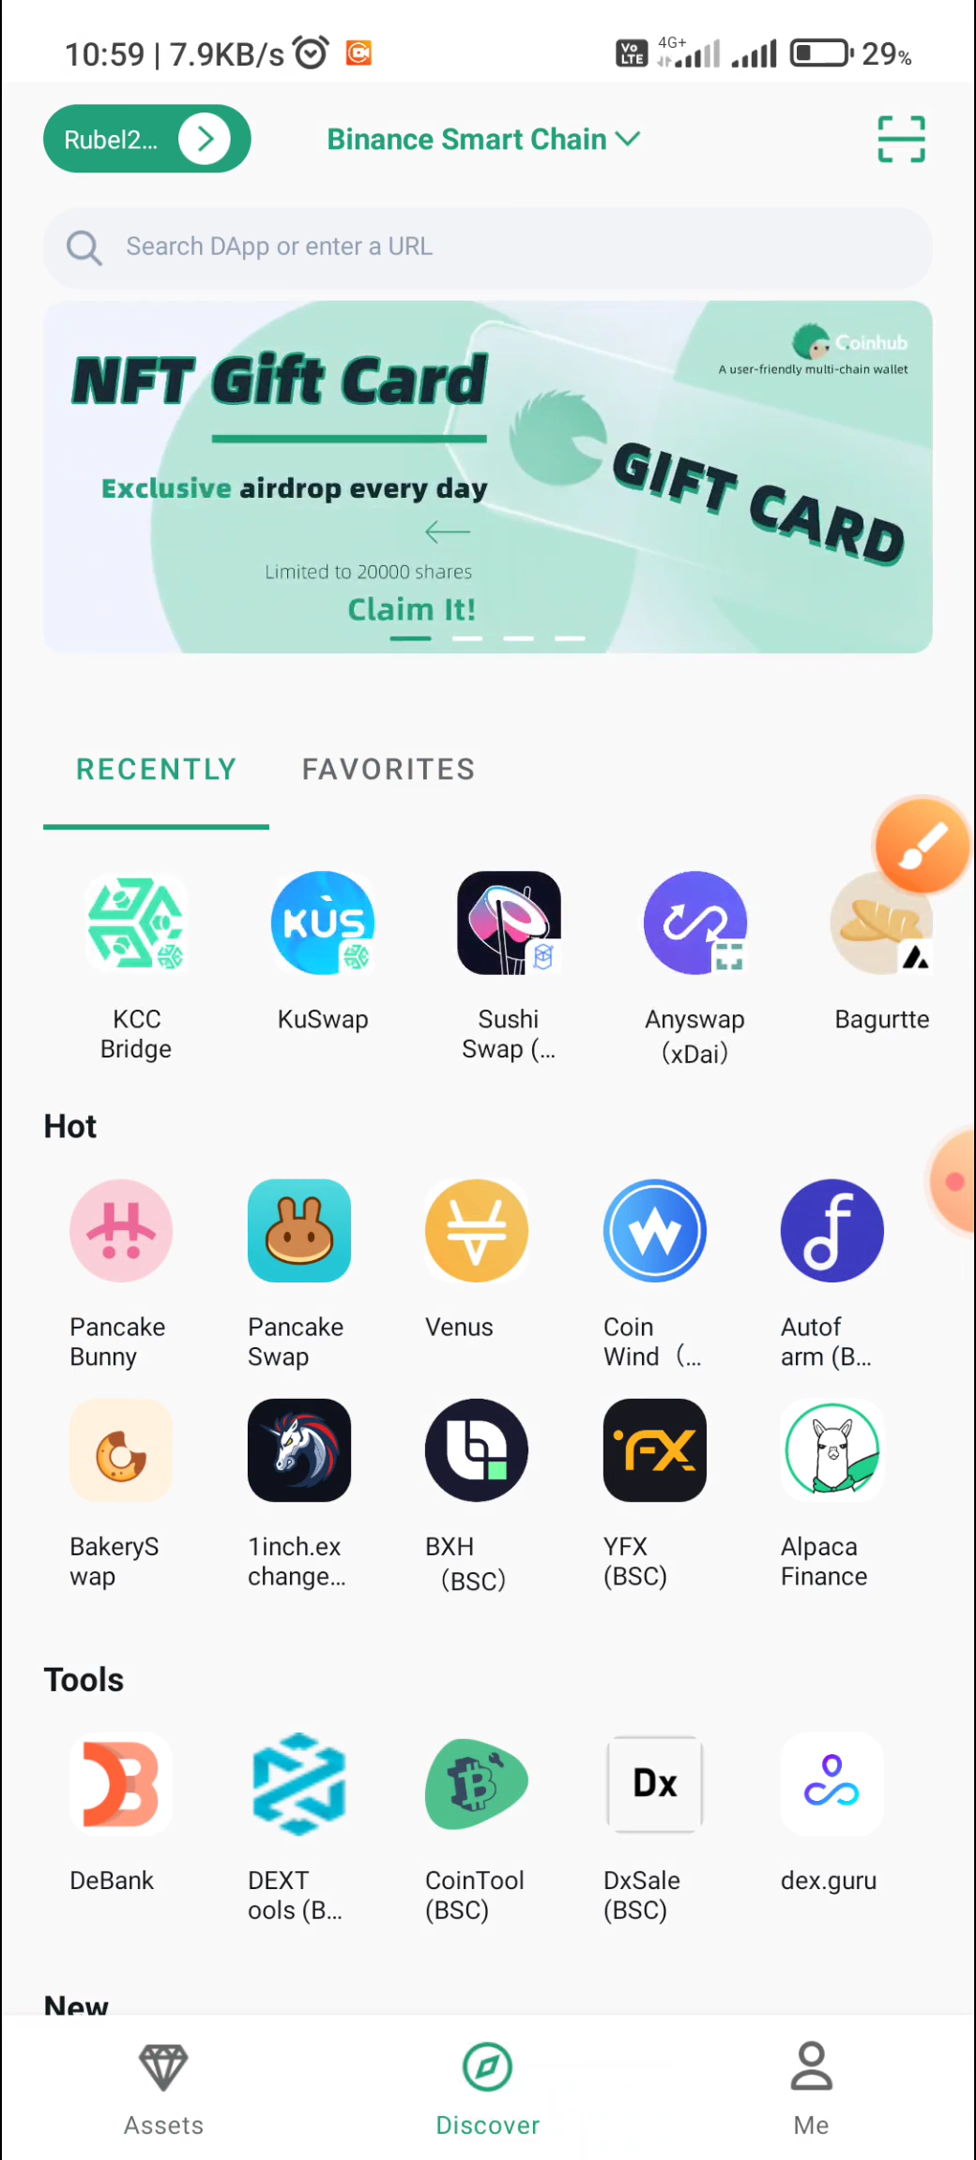 10:59 | 7.9KB/s
Vo LTE 4G+ 29%
Rubel2...
Binance Smart Chain
Search DApp or enter a URL
NFT Gift Card
Coinhub
A user-friendly multi-chain wallet
Exclusive airdrop every day
GIFT CARD
Limited to 20000 shares
Claim It!
RECENTLY FAVORITES
KÙS
KCC
Bridge
KuSwap
Sushi
Swap (...
Anyswap
(xDai)
Bagurtte
Hot
Pancake
Bunny
Pancake
Swap
Venus
Coin
Wind (...
Autof
arm (B...
YFX
BakeryS
wap
1inch.ex
change...
BXH
(BSC)
YFX
(BSC)
Alpaca
Finance
Tools
Dx
DeBank
DEXT
ools (B...
CoinTool
(BSC)
DxSale
(BSC)
dex.guru
New
Assets
Discover
Me